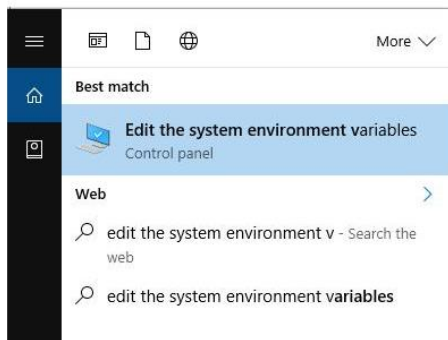 More
Best match
Edit the system environment variables
Control panel
Web
edit the system environment v - Search the
web
edit the system environment variables